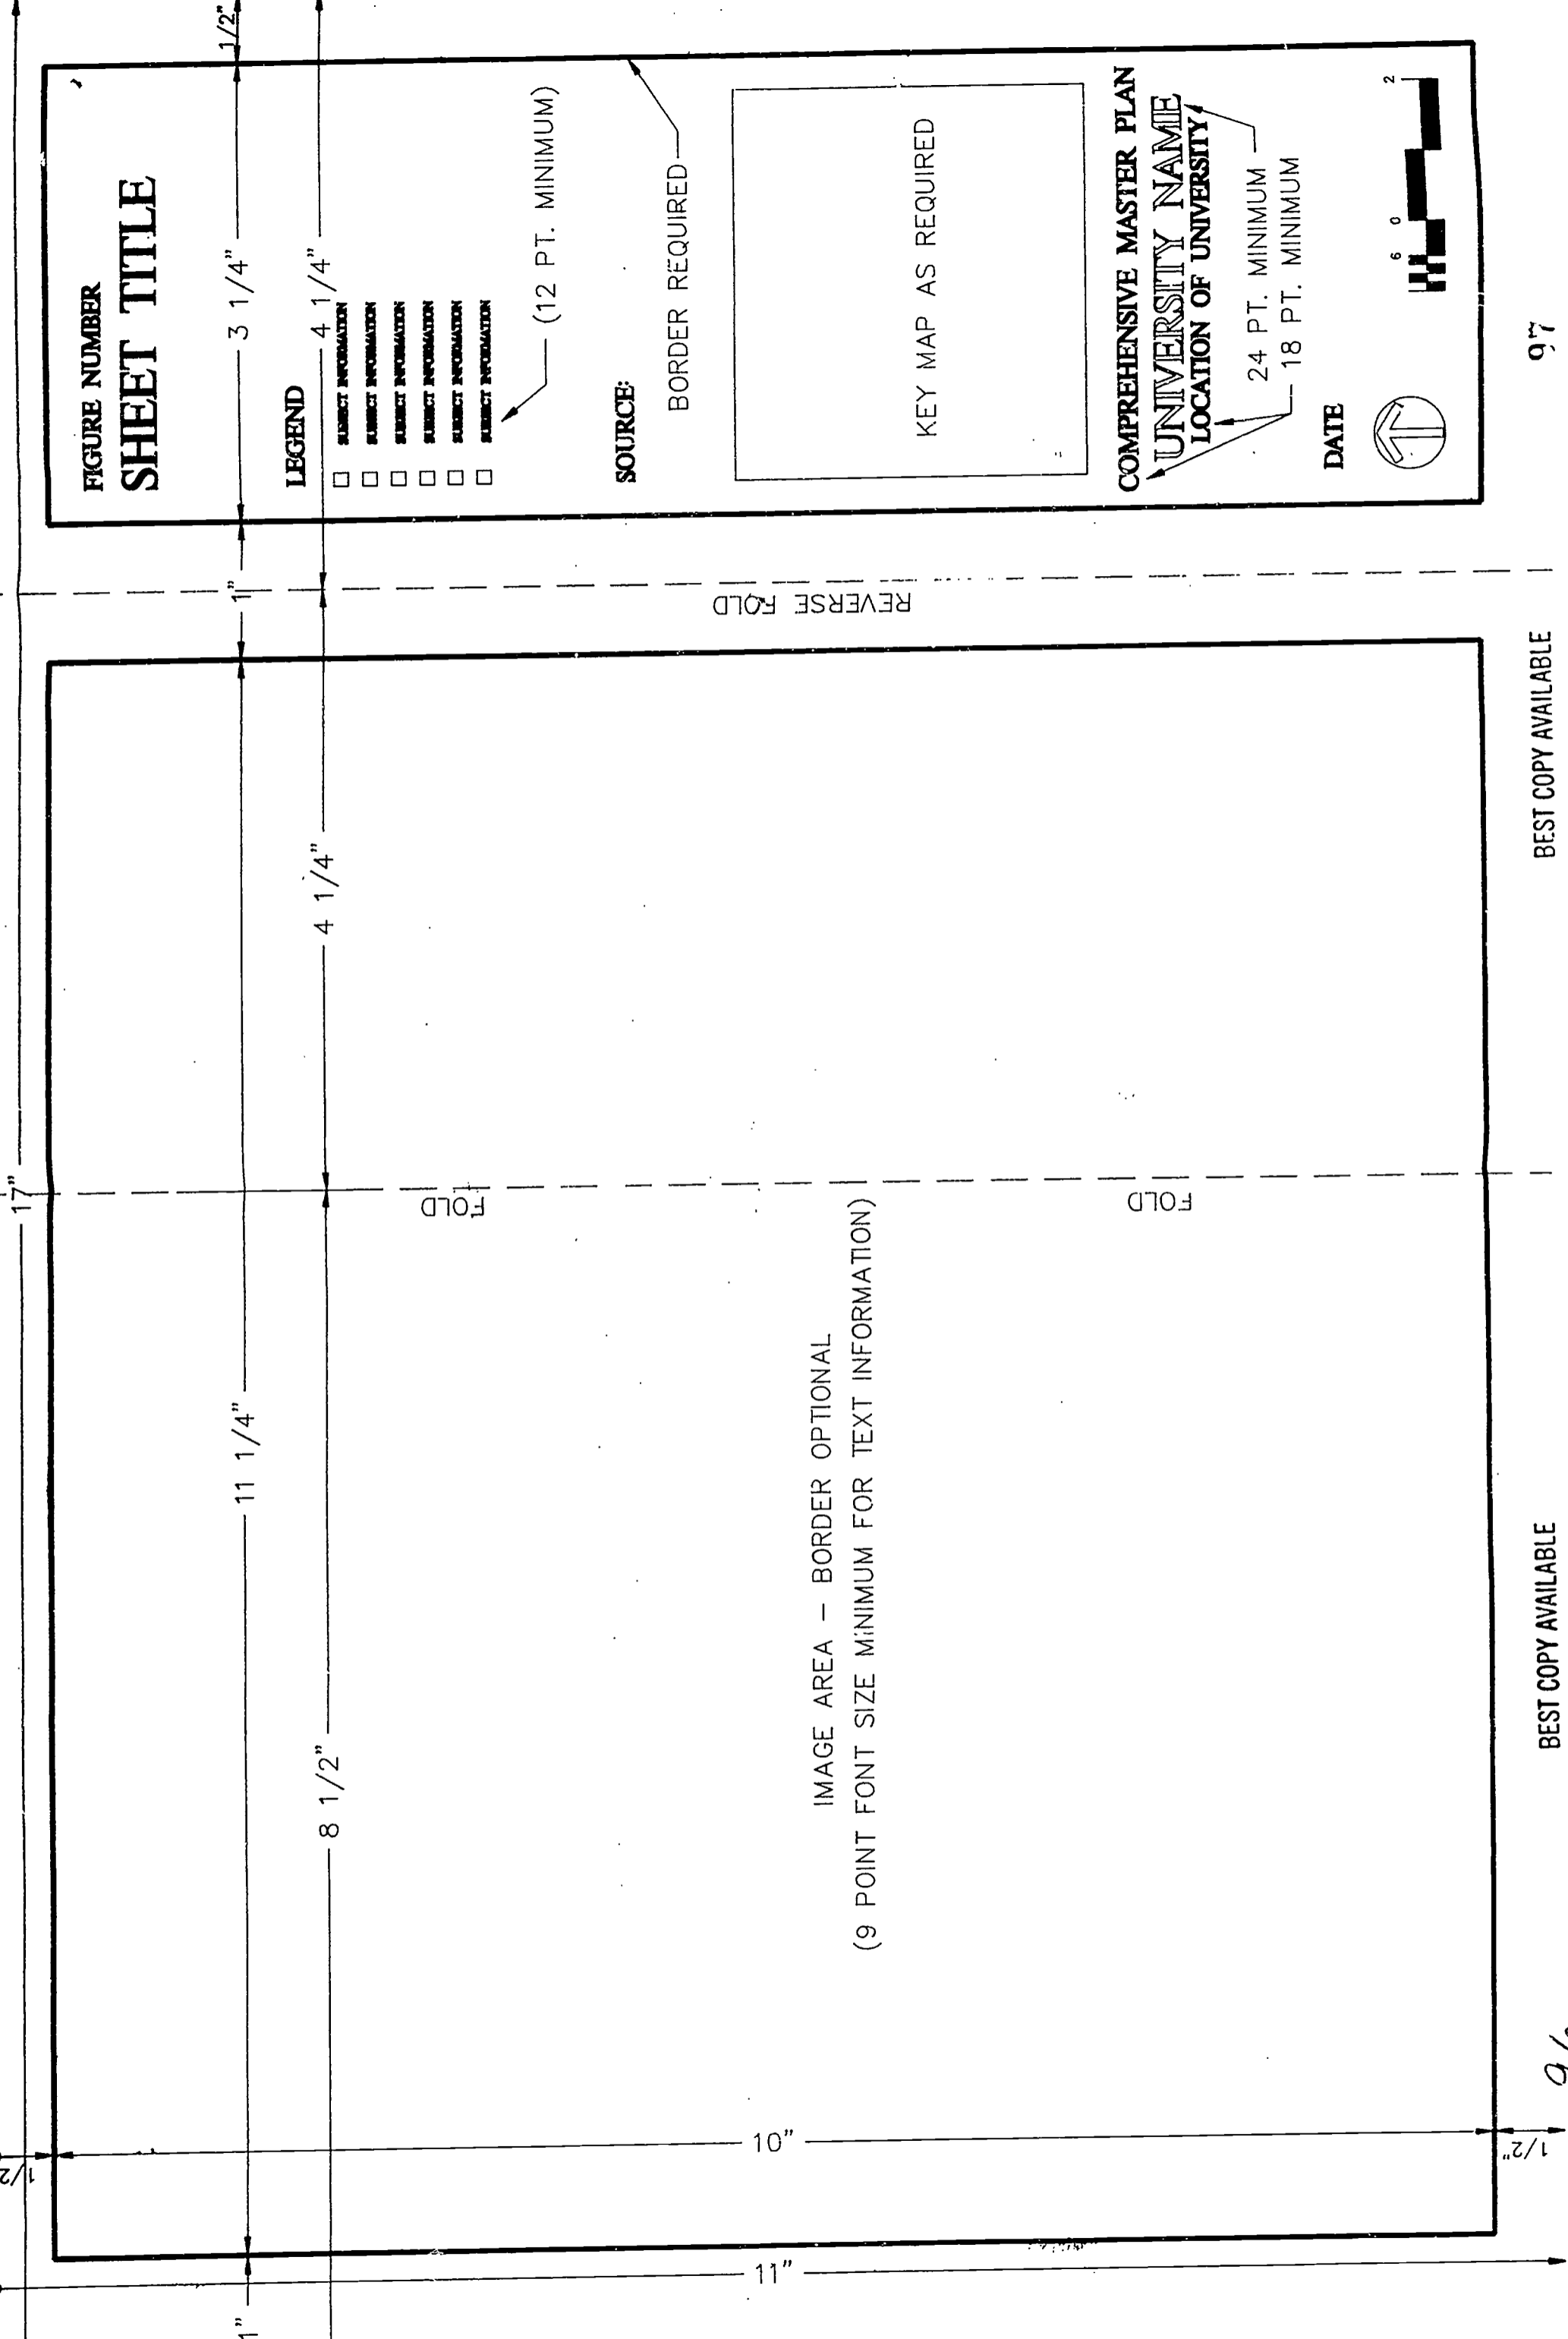 17"
1"
11 1/4"
1"
3 1/4"
1/2"
8 1/2"
4 1/4"
4 1/4"
1/2
10"
1/2"
11"
IMAGE AREA – BORDER OPTIONAL
(9 POINT FONT SIZE MINIMUM FOR TEXT INFORMATION)
FOLD
FOLD
REVERSE FOLD
FIGURE NUMBER
SHEET TITLE
LEGEND
SUBJECT INFORMATION
SUBJECT INFORMATION
SUBJECT INFORMATION
SUBJECT INFORMATION
SUBJECT INFORMATION
SUBJECT INFORMATION
(12 PT. MINIMUM)
SOURCE:
BORDER REQUIRED
KEY MAP AS REQUIRED
COMPREHENSIVE MASTER PLAN
UNIVERSITY NAME
LOCATION OF UNIVERSITY
24 PT. MINIMUM
18 PT. MINIMUM
DATE
6 0 2
BEST COPY AVAILABLE
BEST COPY AVAILABLE
97